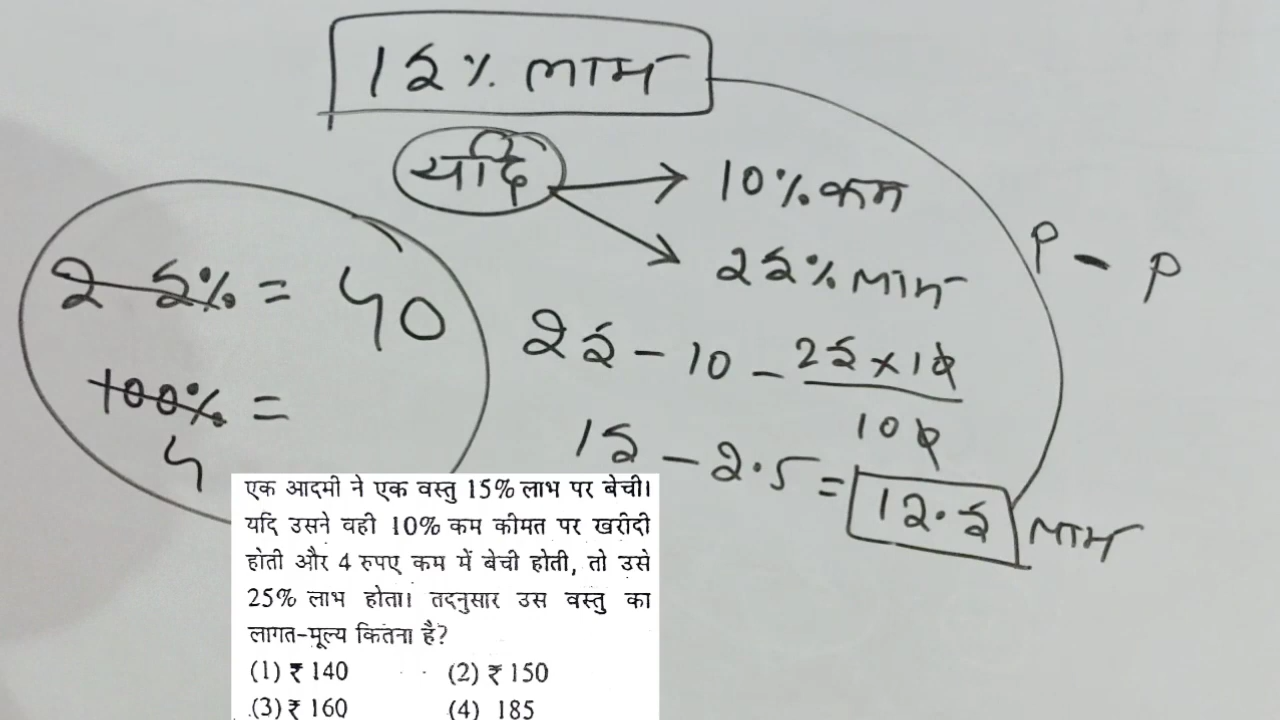 15% लाभ
यदि
10% कम
25% लाभ
P - P
2 5% = 40
100% =
4
25 - 10 - 25 x 10
100
15 - 2.5 = 12.5 लाभ
एक आदमी ने एक वस्तु 15% लाभ पर बेची।
यदि उसने वही 10% कम कीमत पर खरीदी
होती और 4 रुपए कम में बेची होती, तो उसे
25% लाभ होता। तद्नुसार उस वस्तु का
लागत-मूल्य कितना है?
(1) ₹ 140 (2) ₹ 150
(3) ₹ 160 (4) 185